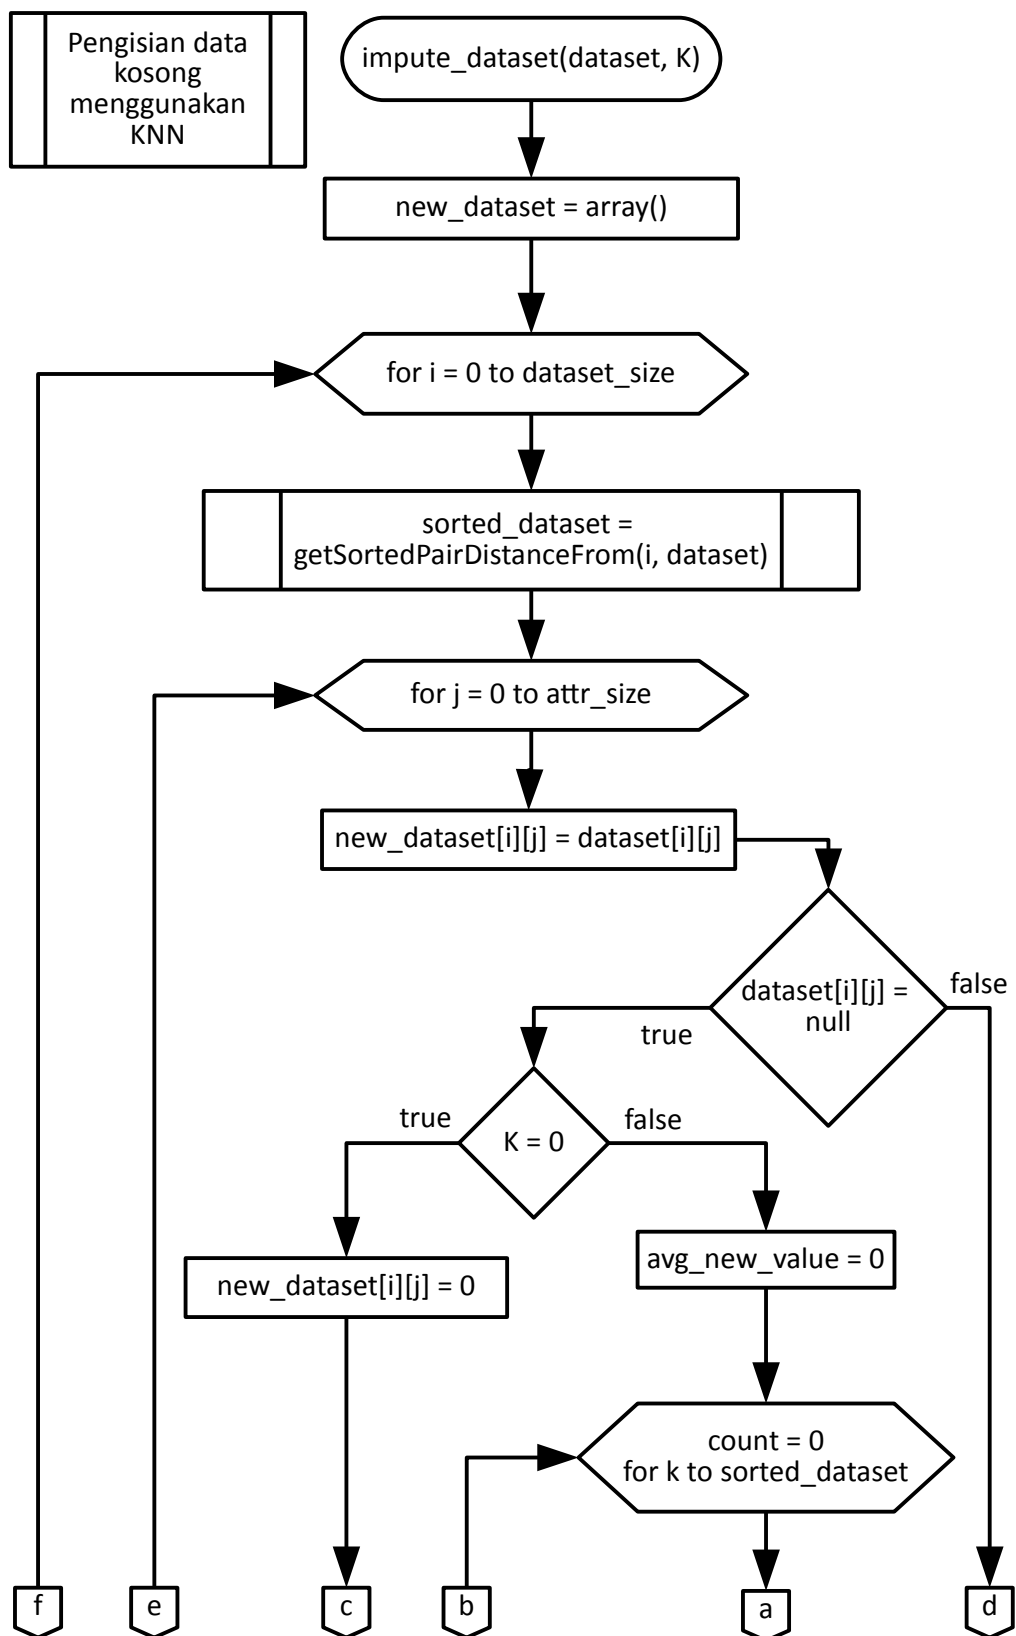 Pengisian data
kosong
menggunakan
KNN
impute_dataset(dataset, K)
new_dataset = array()
for i = 0 to dataset_size
sorted_dataset =
getSortedPairDistanceFrom(i, dataset)
for j = 0 to attr_size
new_dataset[i][j] = dataset[i][j]
dataset[i][j] =
null
false
true
true
K = 0
false
new_dataset[i][j] = 0
avg_new_value = 0
count = 0
for k to sorted_dataset
f
e
c
b
a
d